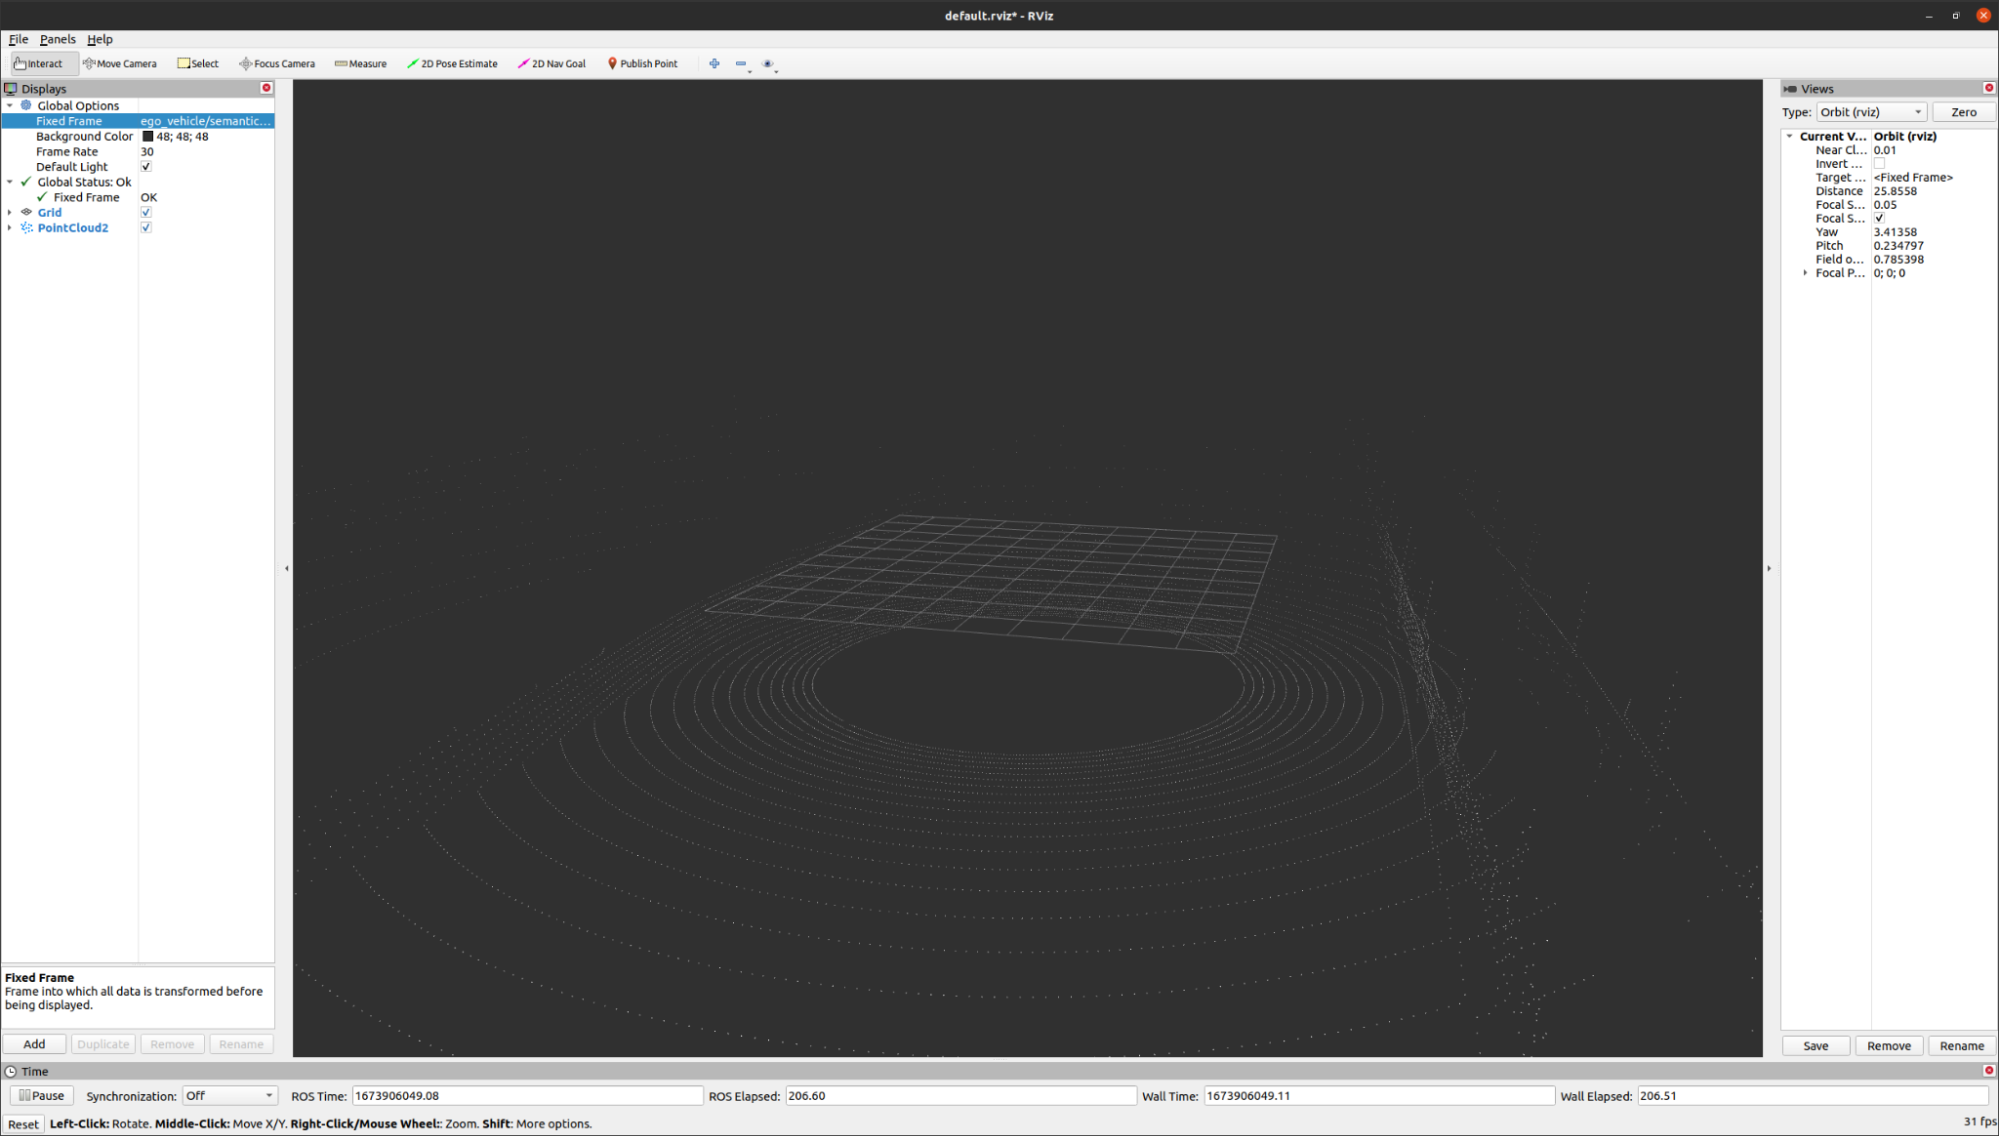 default.rviz* - RViz
File Panels Help
Interact Move Camera Select Focus Camera Measure 2D Pose Estimate 2D Nav Goal Publish Point
Displays
Global Options
Fixed Frame ego_vehicle/semantic...
Background Color 48; 48; 48
Frame Rate 30
Default Light
Global Status: Ok
Fixed Frame OK
Grid
PointCloud2
Fixed Frame
Frame into which all data is transformed before
being displayed.
Add Duplicate Remove Rename
Views
Type: Orbit (rviz) Zero
Current V... Orbit (rviz)
Near Cl... 0.01
Invert ...
Target ... <Fixed Frame>
Distance 25.8558
Focal S... 0.05
Focal S...
Yaw 3.41358
Pitch 0.234797
Field o... 0.785398
Focal P... 0; 0; 0
Save Remove Rename
Time
Pause Synchronization: Off ROS Time: 1673906049.08 ROS Elapsed: 206.60 Wall Time: 1673906049.11 Wall Elapsed: 206.51
Reset Left-Click: Rotate. Middle-Click: Move X/Y. Right-Click/Mouse Wheel:: Zoom. Shift: More options. 31 fps